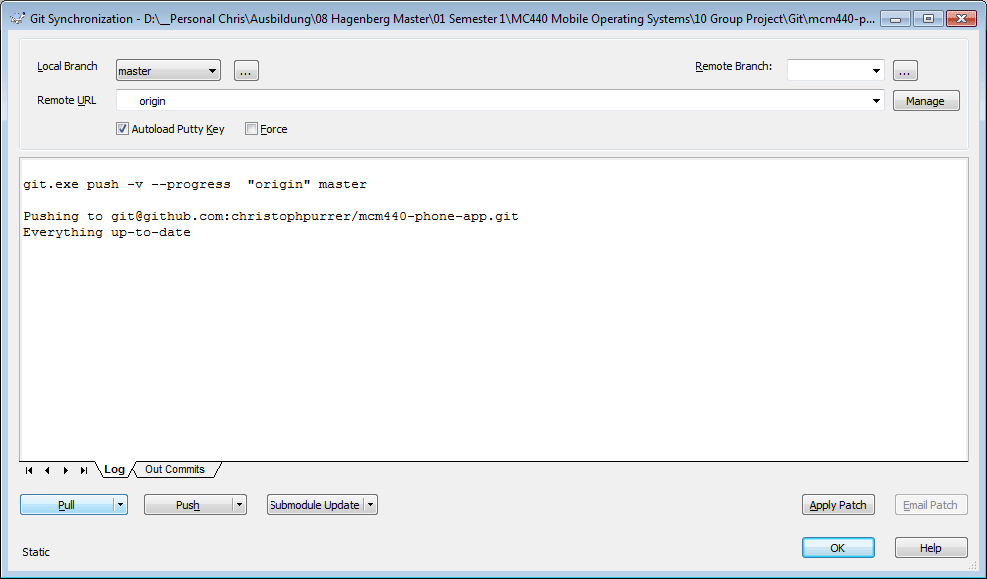 Git Synchronization - D:\__Personal Chris\Ausbildung\08 Hagenberg Master\01 Semester1\MC440 Mobile Operating Systems\10 Group Project\Git\mcm440-p...
Local Branch master ... Remote Branch: ...
Remote URL origin Manage
Autoload Putty Key Force
git.exe push -v --progress "origin" master
Pushing to git@github.com:christophpurrer/mcm440-phone-app.git
Everything up-to-date
Log Out Commits
Pull Push Submodule Update Apply Patch Email Patch
Static OK Help